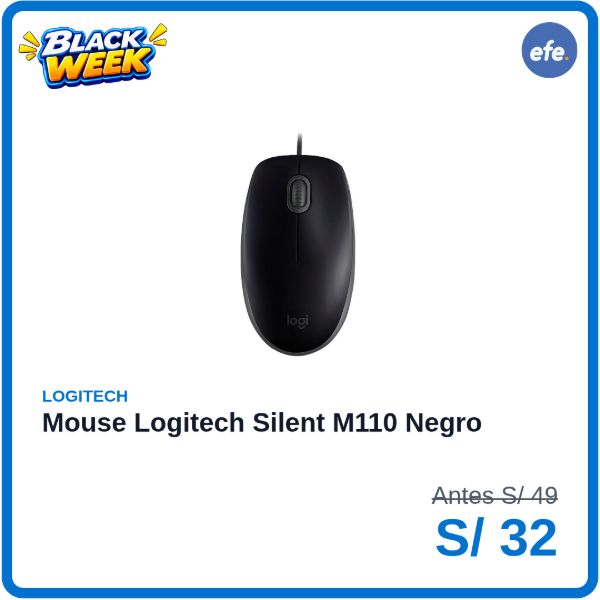 BLACK
WEEK
efe.
logi
LOGITECH
Mouse Logitech Silent M110 Negro
Antes S/ 49
S/ 32